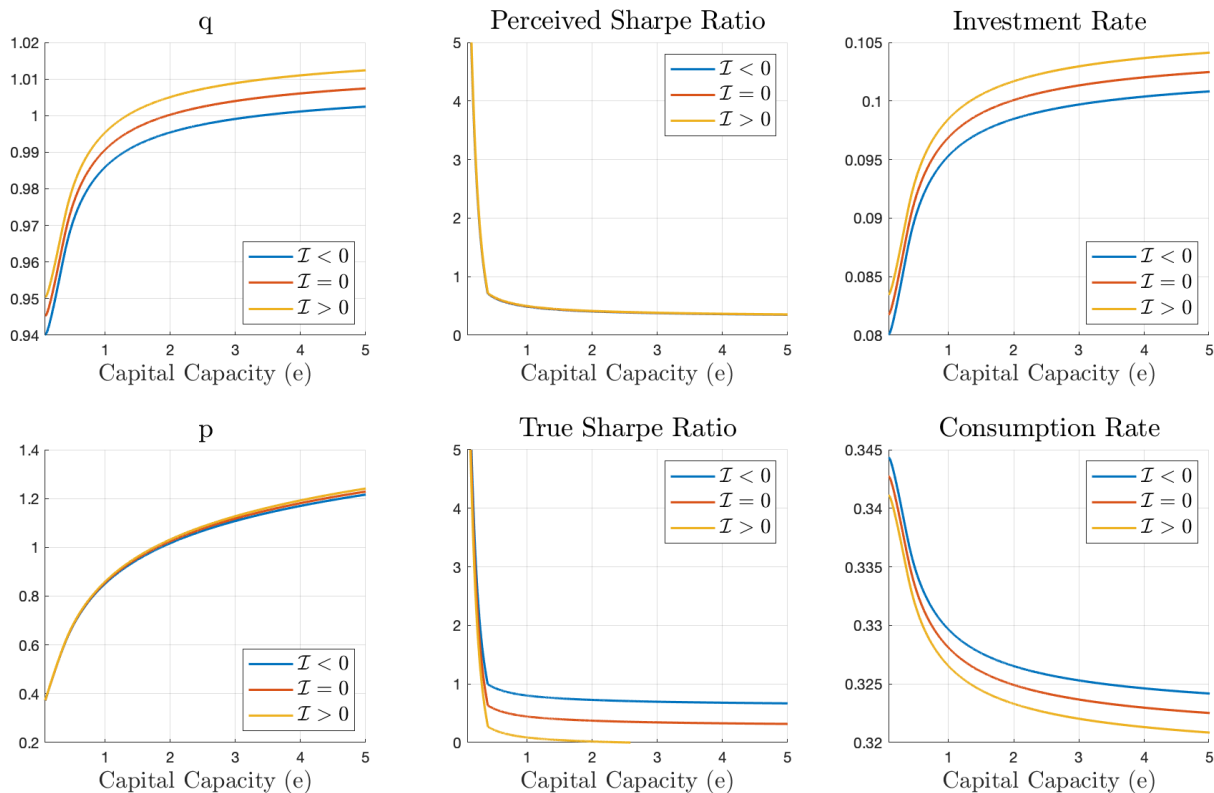 q
1.02
1.01
1
0.99
0.98
0.97
0.96
0.95
0.94
1 2 3 4 5
Capital Capacity (e)
𝓘 < 0
𝓘 = 0
𝓘 > 0
Perceived Sharpe Ratio
5
4
3
2
1
0
1 2 3 4 5
Capital Capacity (e)
𝓘 < 0
𝓘 = 0
𝓘 > 0
Investment Rate
0.105
0.1
0.095
0.09
0.085
0.08
1 2 3 4 5
Capital Capacity (e)
𝓘 < 0
𝓘 = 0
𝓘 > 0
p
1.4
1.2
1
0.8
0.6
0.4
0.2
1 2 3 4 5
Capital Capacity (e)
𝓘 < 0
𝓘 = 0
𝓘 > 0
True Sharpe Ratio
5
4
3
2
1
0
1 2 3 4 5
Capital Capacity (e)
𝓘 < 0
𝓘 = 0
𝓘 > 0
Consumption Rate
0.345
0.34
0.335
0.33
0.325
0.32
1 2 3 4 5
Capital Capacity (e)
𝓘 < 0
𝓘 = 0
𝓘 > 0